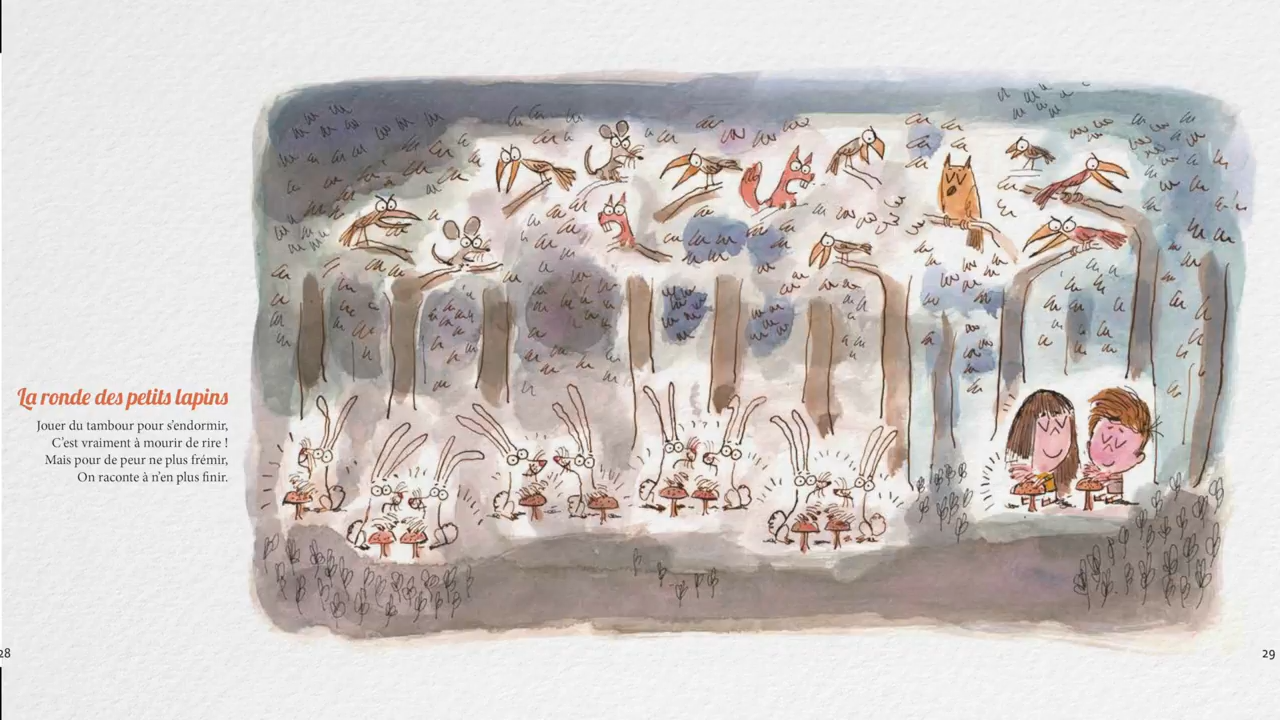 La ronde des petits lapins
Jouer du tambour pour s'endormir,
C'est vraiment à mourir de rire !
Mais pour de peur ne plus frémir,
On raconte à n'en plus finir.
28
29